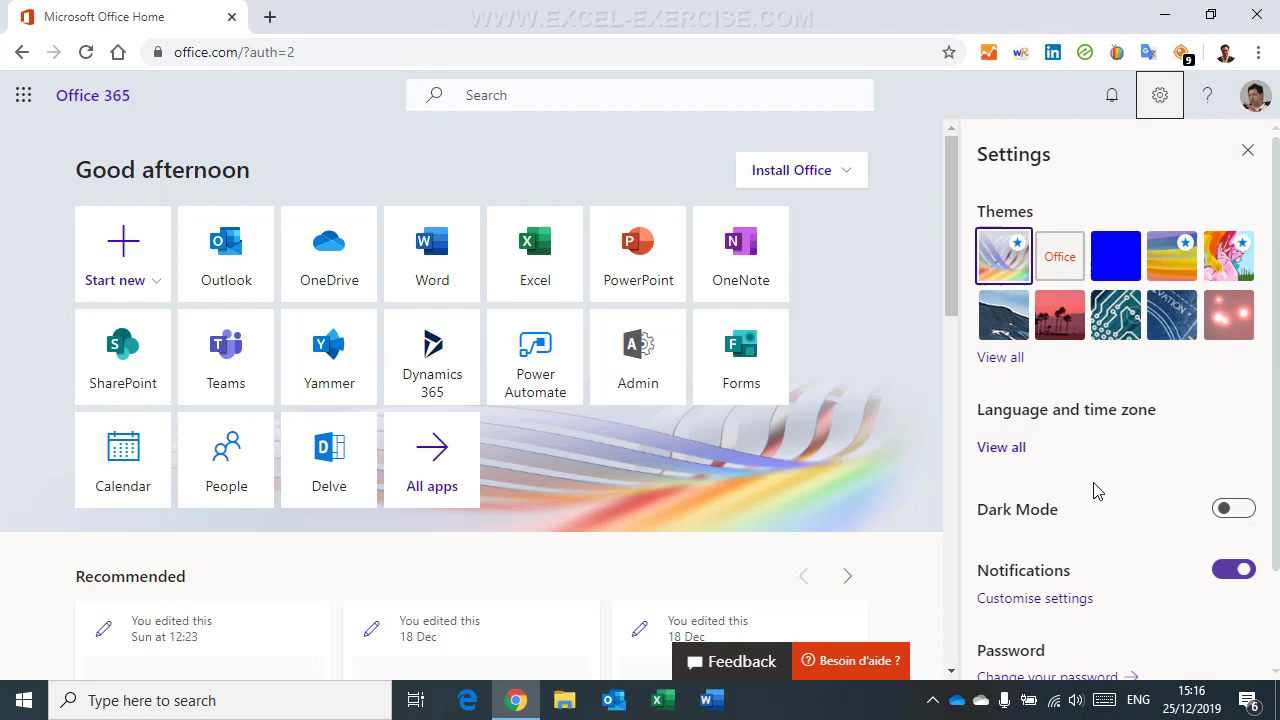 Microsoft Office Home
WWW.EXCEL-EXERCISE.COM
office.com/?auth=2
9
Office 365
Search
Good afternoon
Install Office
Start new
Outlook
OneDrive
Word
Excel
PowerPoint
OneNote
SharePoint
Teams
Yammer
Dynamics
365
Power
Automate
Admin
Forms
Calendar
People
Delve
All apps
Recommended
You edited this
Sun at 12:23
You edited this
18 Dec
You edited this
18 Dec
Feedback
Besoin d'aide ?
Settings
Themes
Office
View all
Language and time zone
View all
Dark Mode
Notifications
Customise settings
Password
Change your password
Type here to search
ENG
15:16
25/12/2019
6